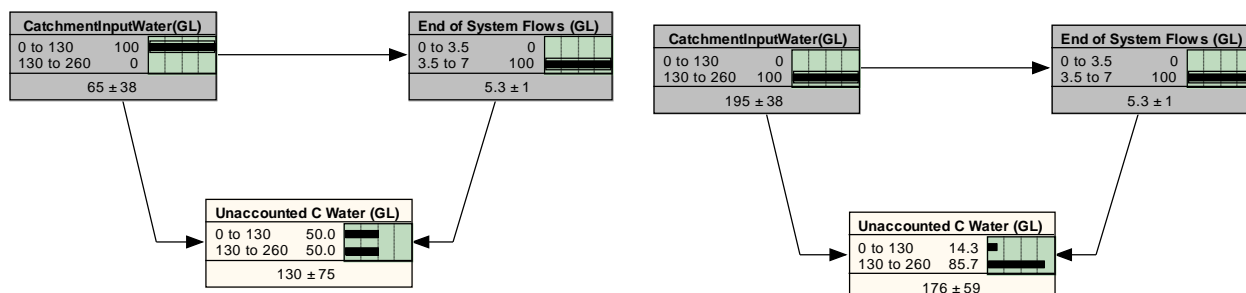 CatchmentInputWater(GL)
0 to 130 100
130 to 260 0
65 ± 38
End of System Flows (GL)
0 to 3.5 0
3.5 to 7 100
5.3 ± 1
Unaccounted C Water (GL)
0 to 130 50.0
130 to 260 50.0
130 ± 75
CatchmentInputWater(GL)
0 to 130 0
130 to 260 100
195 ± 38
End of System Flows (GL)
0 to 3.5 0
3.5 to 7 100
5.3 ± 1
Unaccounted C Water (GL)
0 to 130 14.3
130 to 260 85.7
176 ± 59